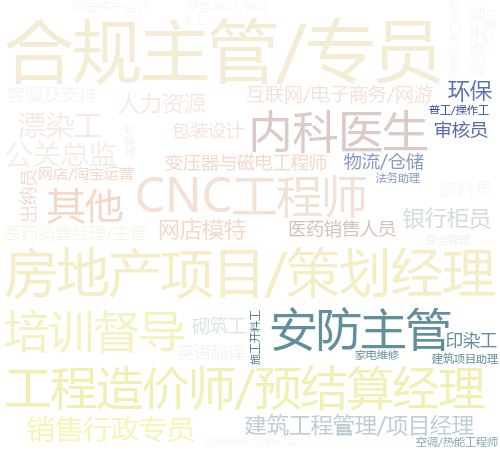 固定资产会计
合规主管/专员
客服及支持
人力资源
互联网/电子商务/网游
环保
普工/操作工
漂染工
包装设计
内科医生
审核员
公关总监
变压器与磁电工程师
物流/仓储
网店/淘宝运营
法务助理
出纳员
其他
CNC工程师
资料员
银行柜员
网店模特
医药销售人员
医药销售经理/主管
房地产项目/策划经理
培训督导
砌筑工
施工开料工
安防主管
印染工
英语翻译
家电维修
建筑项目助理
工程造价师/预结算经理
销售行政专员
建筑工程管理/项目经理
空调/热能工程师